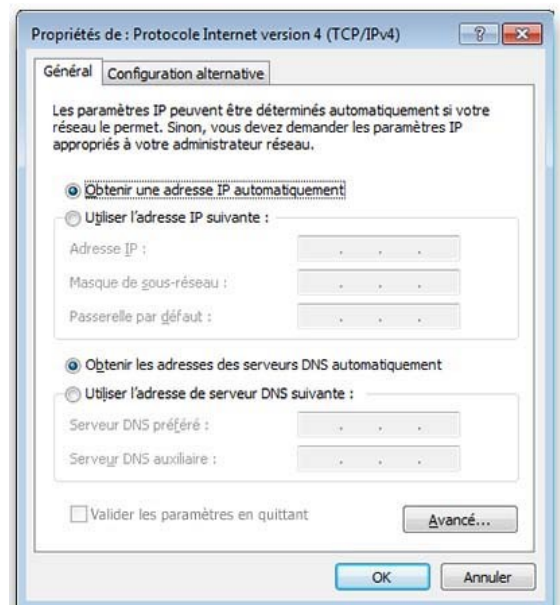 Propriétés de : Protocole Internet version 4 (TCP/IPv4)
Général
Configuration alternative
Les paramètres IP peuvent être déterminés automatiquement si votre
réseau le permet. Sinon, vous devez demander les paramètres IP
appropriés à votre administrateur réseau.
Obtenir une adresse IP automatiquement
Utiliser l'adresse IP suivante :
Adresse IP :
Masque de sous-réseau :
Passerelle par défaut :
Obtenir les adresses des serveurs DNS automatiquement
Utiliser l'adresse de serveur DNS suivante :
Serveur DNS préféré :
Serveur DNS auxiliaire :
Valider les paramètres en quittant
Avancé...
OK
Annuler